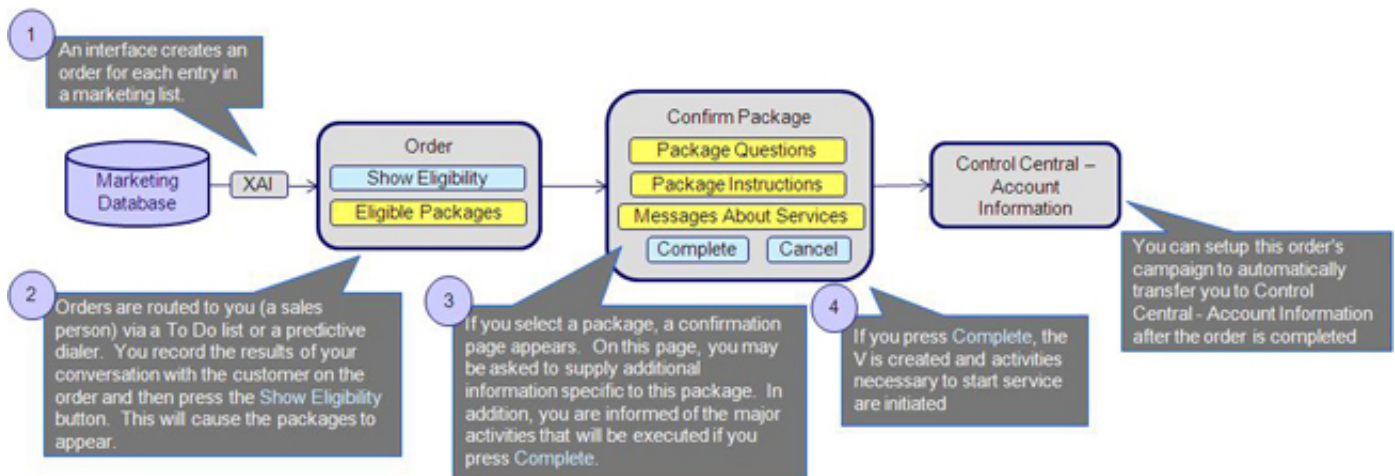 1
An interface creates an
order for each entry in
a marketing list.
Marketing
Database
XAI
Order
Show Eligibility
Eligible Packages
Confirm Package
Package Questions
Package Instructions
Messages About Services
Complete
Cancel
Control Central –
Account
Information
2
Orders are routed to you (a sales
person) via a To Do list or a predictive
dialer. You record the results of your
conversation with the customer on the
order and then press the Show Eligibility
button. This will cause the packages to
appear.
3
If you select a package, a confirmation
page appears. On this page, you may
be asked to supply additional
information specific to this package. In
addition, you are informed of the major
activities that will be executed if you
press Complete.
4
If you press Complete, the
V is created and activities
necessary to start service
are initiated
You can setup this order's
campaign to automatically
transfer you to Control
Central - Account Information
after the order is completed